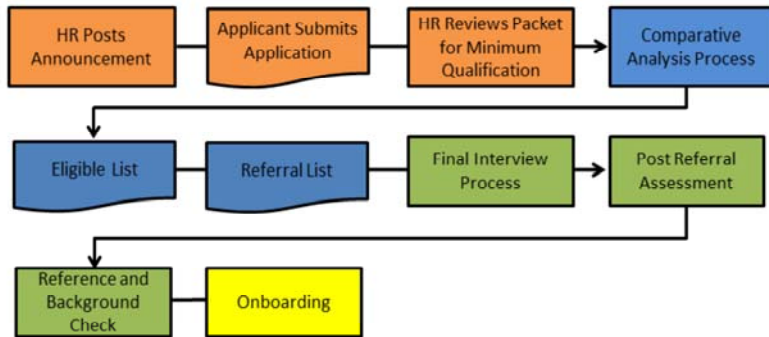 HR Posts
Announcement
Applicant Submits
Application
HR Reviews Packet
for Minimum
Qualification
Comparative
Analysis Process
Eligible List
Referral List
Final Interview
Process
Post Referral
Assessment
Reference and
Background
Check
Onboarding